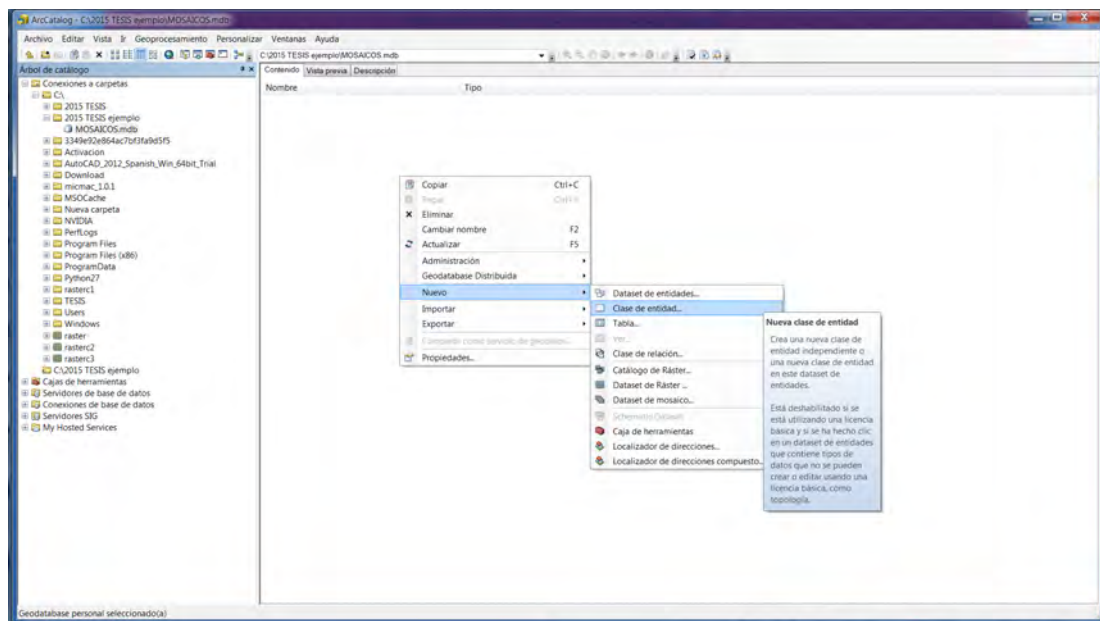 ArcCatalog - C:\2015 TESIS ejemplo\MOSAICOS.mdb
Archivo Editar Vista Ir Geoprocesamiento Personalizar Ventanas Ayuda
C:\2015 TESIS ejemplo\MOSAICOS.mdb
Árbol de catálogo
Contenido Vista previa Descripción
Nombre Tipo
Conexiones a carpetas
C:\
2015 TESIS
2015 TESIS ejemplo
MOSAICOS.mdb
3349e92e864ac7bf3fa9d5f5
Activacion
AutoCAD_2012_Spanish_Win_64bit_Trial
Download
micmac_1.0.1
MSOCache
Nueva carpeta
NVIDIA
PerfLogs
Program Files
Program Files (x86)
ProgramData
Python27
rasterc1
TESIS
Users
Windows
raster
rasterc2
rasterc3
C:\2015 TESIS ejemplo
Cajas de herramientas
Servidores de base de datos
Conexiones de base de datos
Servidores SIG
My Hosted Services
Copiar Ctrl+C
Pegar Ctrl+V
Eliminar
Cambiar nombre F2
Actualizar F5
Administración
Geodatabase Distribuida
Nuevo
Importar
Exportar
Compartir como servicio de geodatos...
Propiedades...
Dataset de entidades...
Clase de entidad...
Tabla...
Ver...
Clase de relación...
Catálogo de Ráster...
Dataset de Ráster ...
Dataset de mosaico...
Schematic Dataset
Caja de herramientas
Localizador de direcciones...
Localizador de direcciones compuesto...
Nueva clase de entidad
Crea una nueva clase de
entidad independiente o
una nueva clase de entidad
en este dataset de
entidades.
Está deshabilitado si se
está utilizando una licencia
básica y si se ha hecho clic
en un dataset de entidades
que contiene tipos de
datos que no se pueden
crear o editar usando una
licencia básica, como
topología.
Geodatabase personal seleccionado(a)